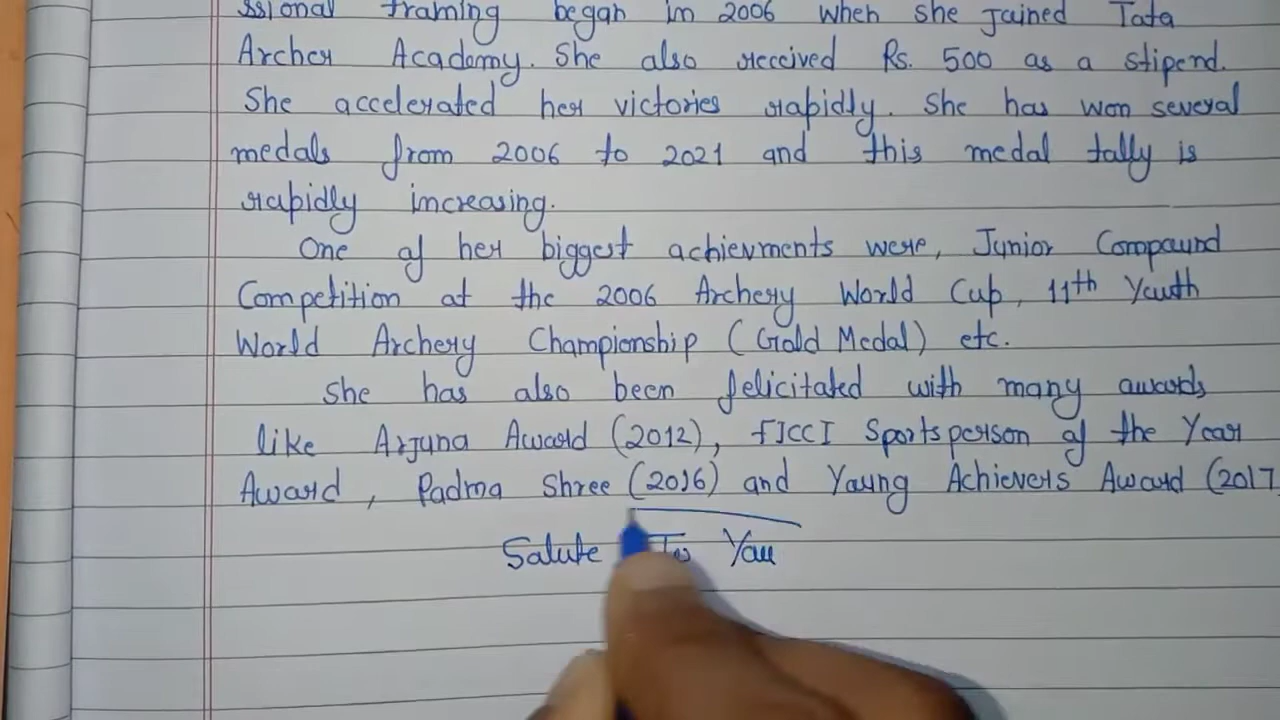 ssional training began in 2006 when she joined Tata
Archer Academy. She also received Rs. 500 as a stipend.
She accelerated her victories rapidly. She has won several
medals from 2006 to 2021 and this medal tally is
rapidly increasing.
One of her biggest achievments were, Junior Compound
Competition at the 2006 Archery World Cup, 11th Youth
World Archery Championship (Gold Medal) etc.
She has also been felicitated with many awards
like Arjuna Award (2012), FICCI Sportsperson of the Year
Award, Padma Shree (2016) and Young Achievers Award (2017
Salute To You